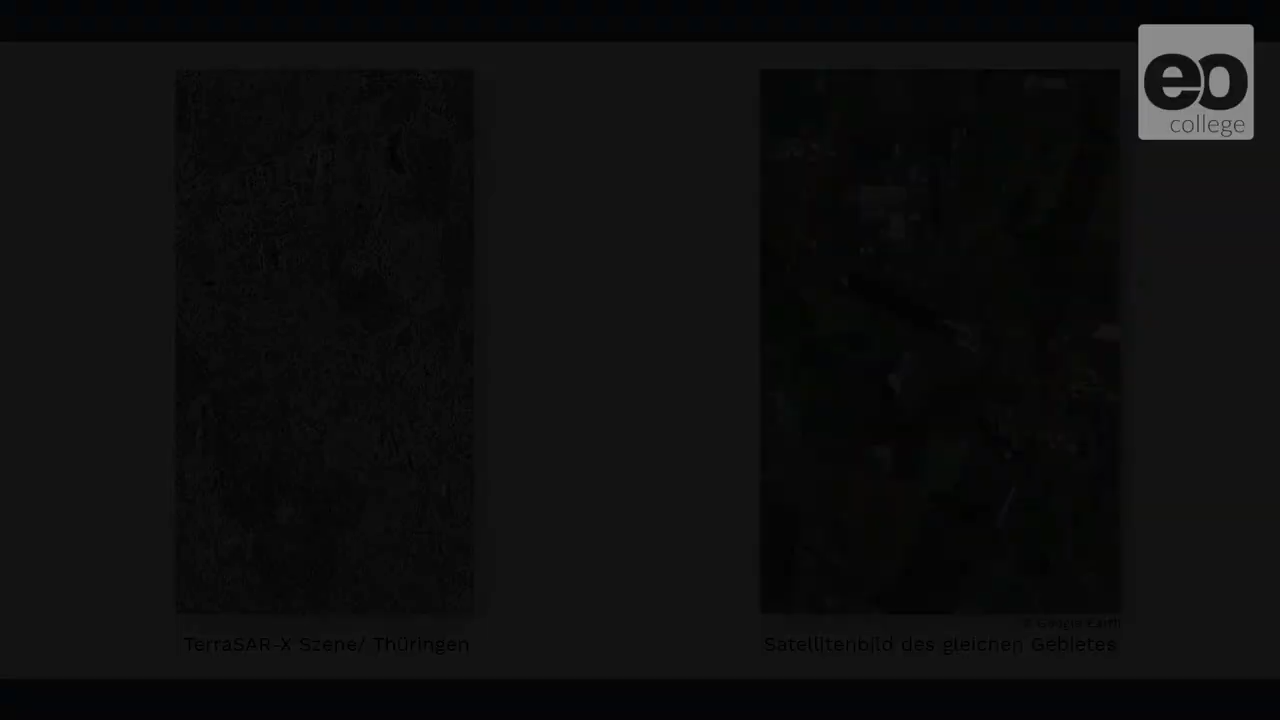 eo
college
© Google Earth
TerraSAR-X Szene/ Thüringen
Satellitenbild des gleichen Gebietes